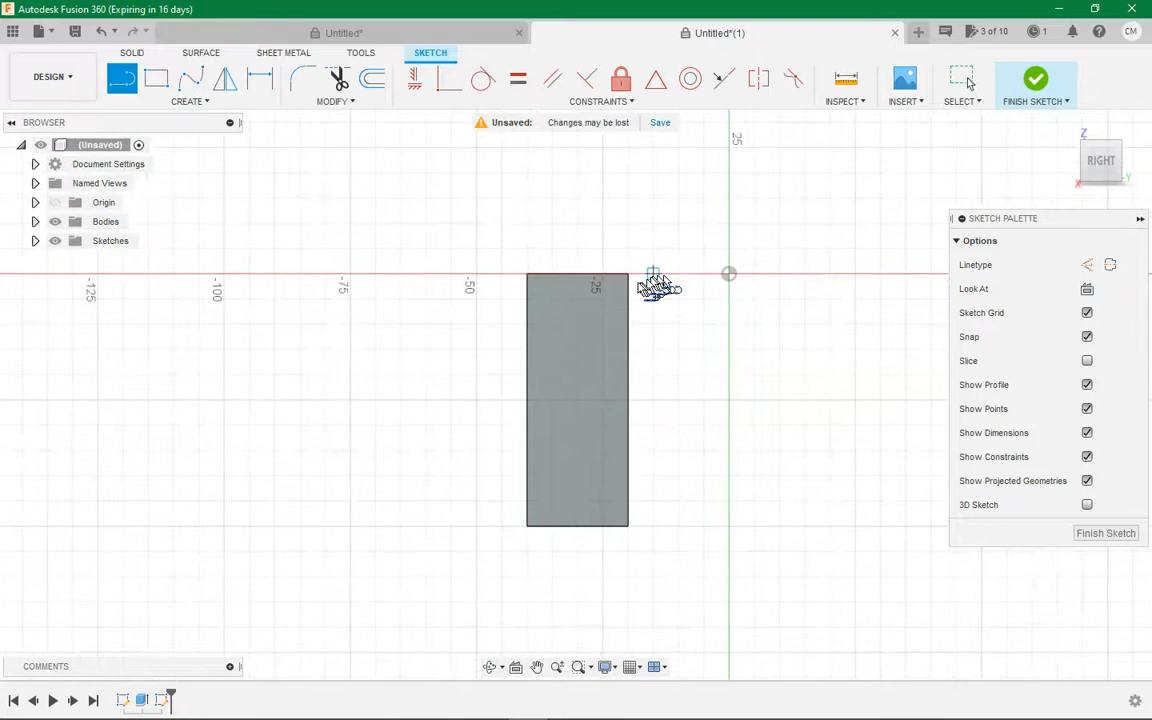 Autodesk Fusion 360 (Expiring in 16 days)
Untitled*
Untitled*(1)
3 of 10
1
CM
SOLID
SURFACE
SHEET METAL
TOOLS
SKETCH
DESIGN
CREATE
MODIFY
CONSTRAINTS
INSPECT
INSERT
SELECT
FINISH SKETCH
BROWSER
Unsaved: Changes may be lost Save
(Unsaved)
Document Settings
Named Views
Origin
Bodies
Sketches
25
Z
RIGHT
X
Y
-125
-100
-75
-50
-25
SKETCH PALETTE
Options
Linetype
Look At
Sketch Grid
Snap
Slice
Show Profile
Show Points
Show Dimensions
Show Constraints
Show Projected Geometries
3D Sketch
Finish Sketch
COMMENTS